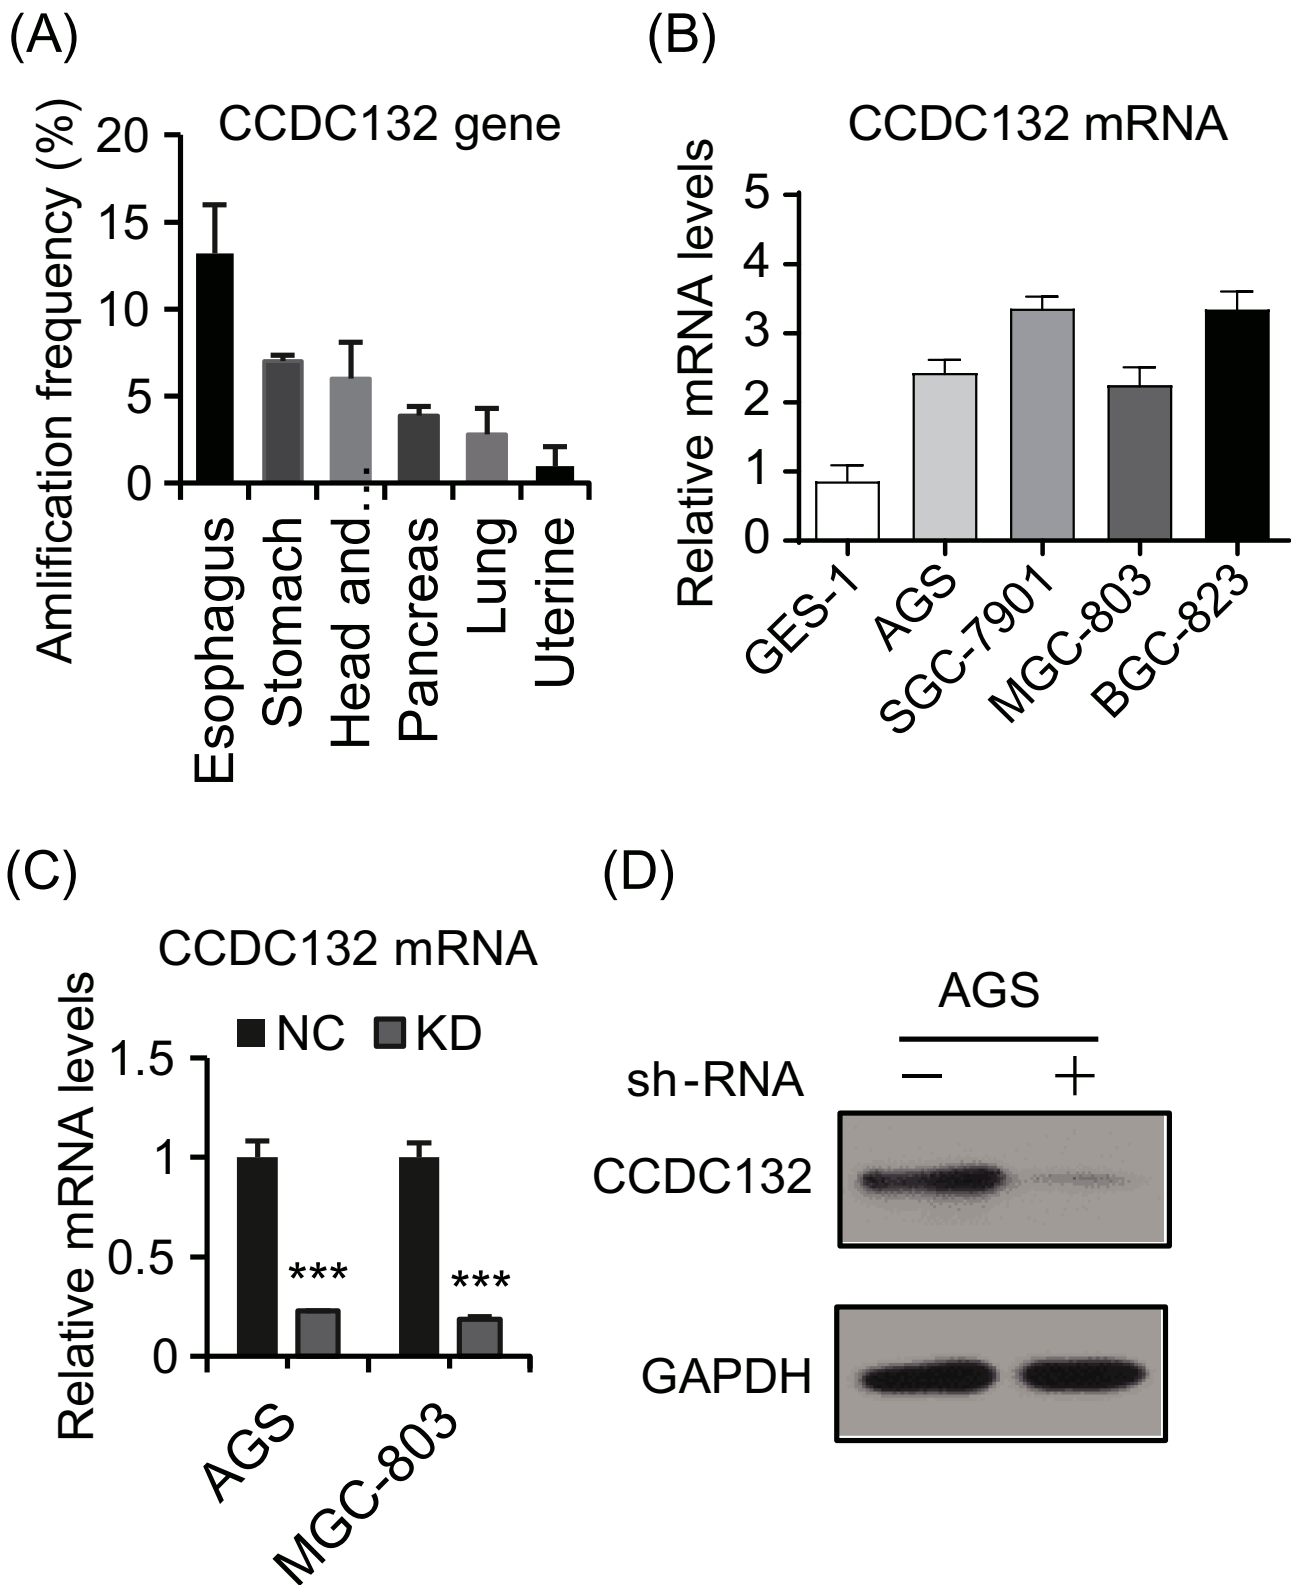 (A)
CCDC132 gene
Amlification frequency (%)
20
15
10
5
0
Esophagus
Stomach
Head and...
Pancreas
Lung
Uterine
(B)
CCDC132 mRNA
Relative mRNA levels
5
4
3
2
1
0
GES-1
AGS
SGC-7901
MGC-803
BGC-823
(C)
CCDC132 mRNA
NC KD
Relative mRNA levels
1.5
1
0.5
0
***
***
AGS
MGC-803
(D)
AGS
sh-RNA − +
CCDC132
GAPDH